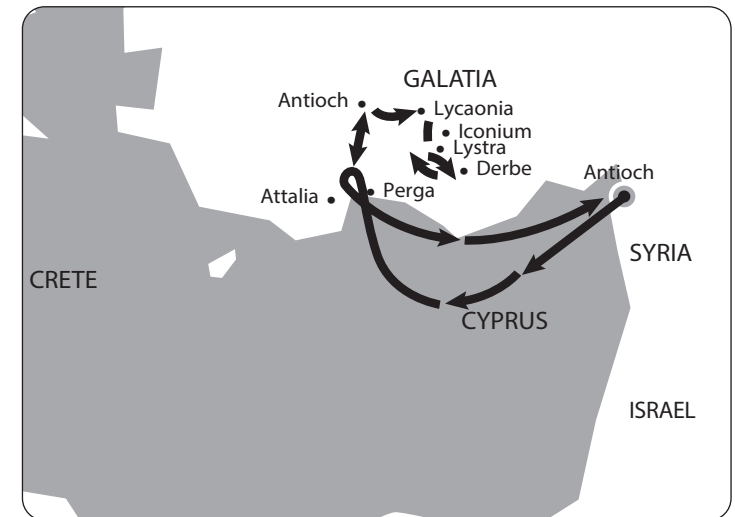 GALATIA
Antioch
Lycaonia
Iconium
Lystra
Derbe
Antioch
Attalia
Perga
SYRIA
CRETE
CYPRUS
ISRAEL